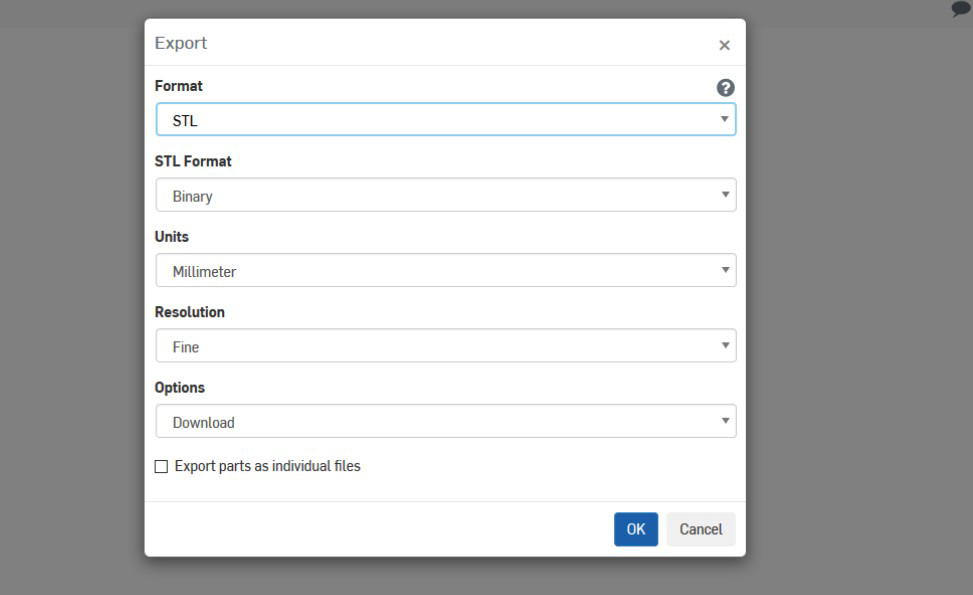 Export
×
Format
?
STL
STL Format
Binary
Units
Millimeter
Resolution
Fine
Options
Download
Export parts as individual files
OK Cancel